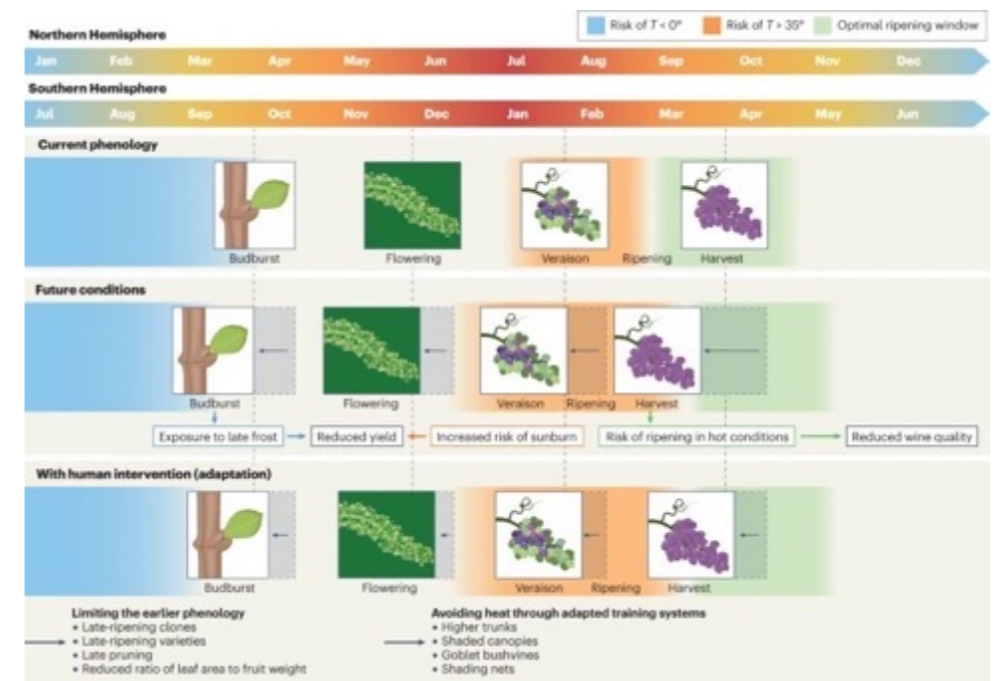 Risk of T < 0° Risk of T > 35° Optimal ripening window
Northern Hemisphere
Jan Feb Mar Apr May Jun Jul Aug Sep Oct Nov Dec
Southern Hemisphere
Jul Aug Sep Oct Nov Dec Jan Feb Mar Apr May Jun
Current phenology
Budburst Flowering Veraison Ripening Harvest
Future conditions
Budburst Flowering Veraison Ripening Harvest
Exposure to late frost Reduced yield Increased risk of sunburn Risk of ripening in hot conditions Reduced wine quality
With human intervention (adaptation)
Budburst Flowering Veraison Ripening Harvest
Limiting the earlier phenology
• Late-ripening clones
• Late-ripening varieties
• Late pruning
• Reduced ratio of leaf area to fruit weight
Avoiding heat through adapted training systems
• Higher trunks
• Shaded canopies
• Goblet bushvines
• Shading nets